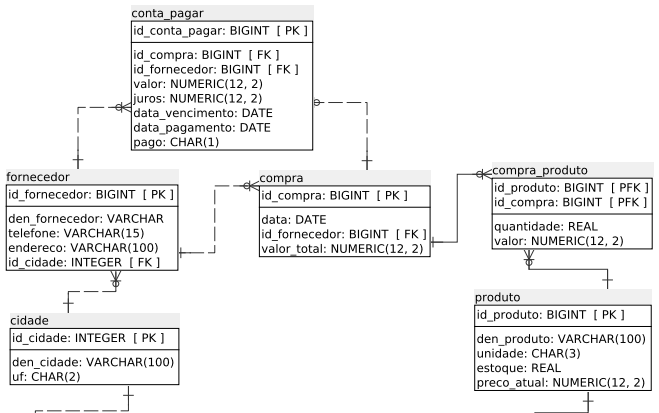 conta_pagar
id_conta_pagar: BIGINT [ PK ]
id_compra: BIGINT [ FK ]
id_fornecedor: BIGINT [ FK ]
valor: NUMERIC(12, 2)
juros: NUMERIC(12, 2)
data_vencimento: DATE
data_pagamento: DATE
pago: CHAR(1)
fornecedor
id_fornecedor: BIGINT [ PK ]
den_fornecedor: VARCHAR
telefone: VARCHAR(15)
endereco: VARCHAR(100)
id_cidade: INTEGER [ FK ]
compra
id_compra: BIGINT [ PK ]
data: DATE
id_fornecedor: BIGINT [ FK ]
valor_total: NUMERIC(12, 2)
compra_produto
id_produto: BIGINT [ PFK ]
id_compra: BIGINT [ PFK ]
quantidade: REAL
valor: NUMERIC(12, 2)
cidade
id_cidade: INTEGER [ PK ]
den_cidade: VARCHAR(100)
uf: CHAR(2)
produto
id_produto: BIGINT [ PK ]
den_produto: VARCHAR(100)
unidade: CHAR(3)
estoque: REAL
preco_atual: NUMERIC(12, 2)